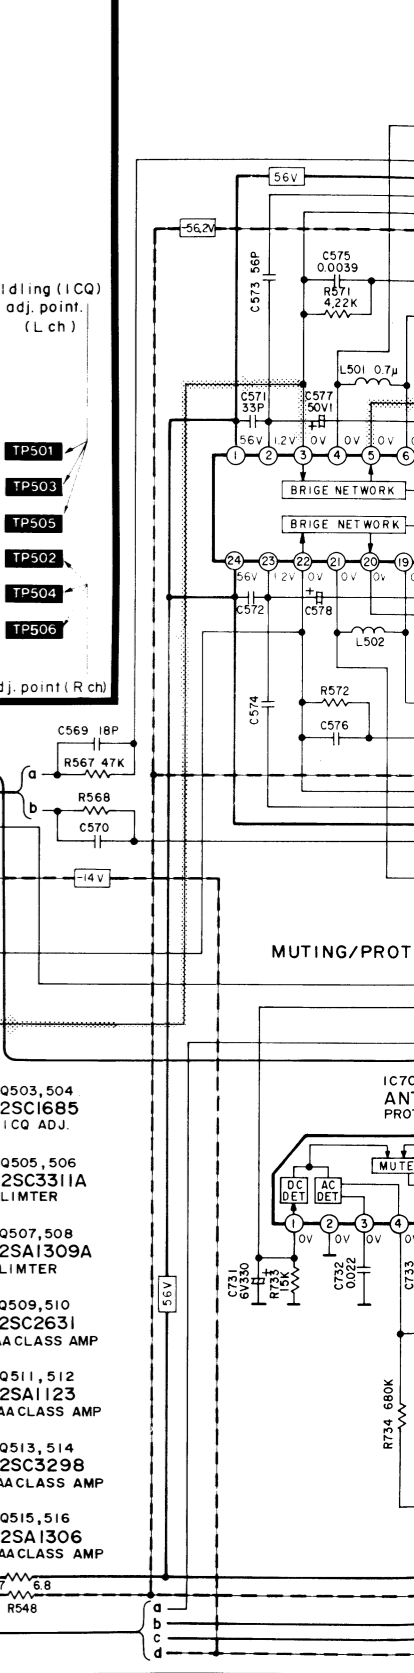 56V
-56.2V
C573 56P
C575
0.0039
R571
4.22K
dling (ICQ)
adj. point.
(L ch)
L501 0.7μ
C571
33P
C577
50V1
+
56V 1.2V 0V 0V 0V
TP501
1 2 3 4 5 6
TP503
BRIGE NETWORK
TP505
BRIGE NETWORK
TP502
24 23 22 21 20 19
56V 1.2V 0V 0V 0V
TP504
C572
+
C578
TP506
L502
dj. point (R ch)
R572
C574
C576
C569 18P
a
R567 47K
R568
b
C570
-14V
MUTING/PROT
IC70
AN
PRO
Q503,504
2SC1685
ICQ ADJ.
Q505,506
2SC3311A
LIMTER
MUTE
DC
DET
AC
DET
1 2 3 4
0V 0V 0V
Q507,508
2SA1309A
LIMTER
C731
6V330
+
R733
15K
C732
0.022
C733
56V
Q509,510
2SC2631
AA CLASS AMP
Q511,512
2SA1123
AA CLASS AMP
R734 680K
Q513,514
2SC3298
AA CLASS AMP
Q515,516
2SA1306
AA CLASS AMP
7 6.8
R548
a
b
c
d